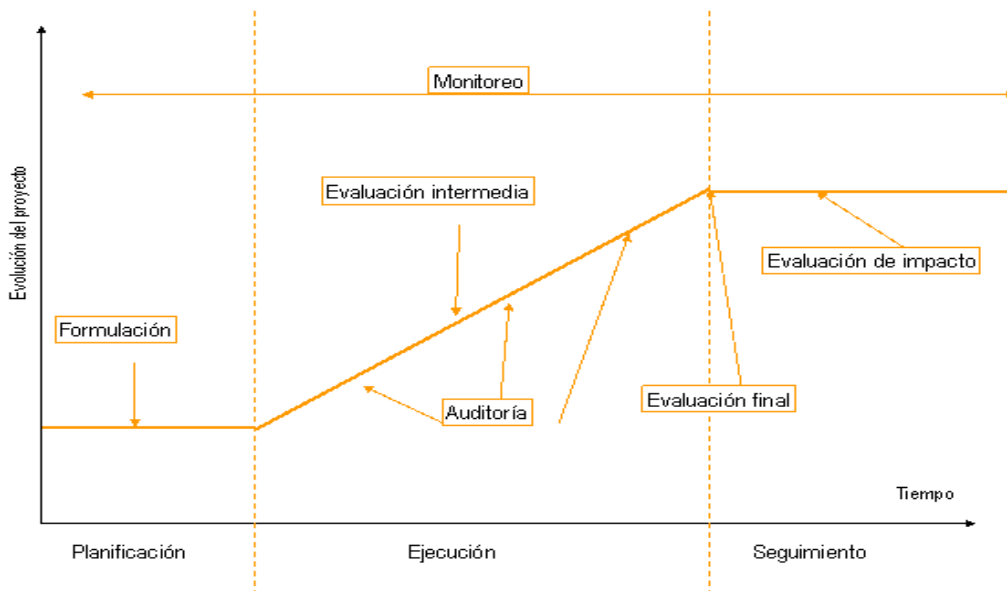 Monitoreo
Evolución del proyecto
Evaluación intermedia
Evaluación de impacto
Formulación
Evaluación final
Auditoría
Tiempo
Planificación
Ejecución
Seguimiento